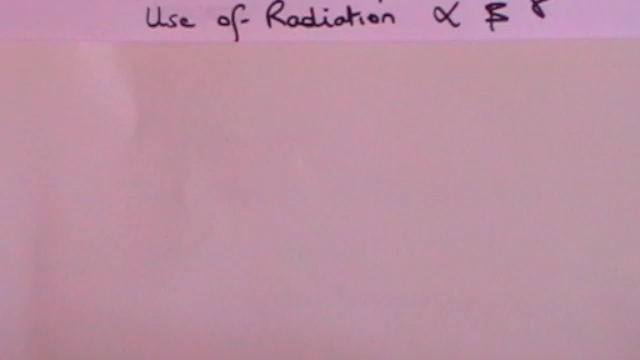 Use of Radiation α β γ